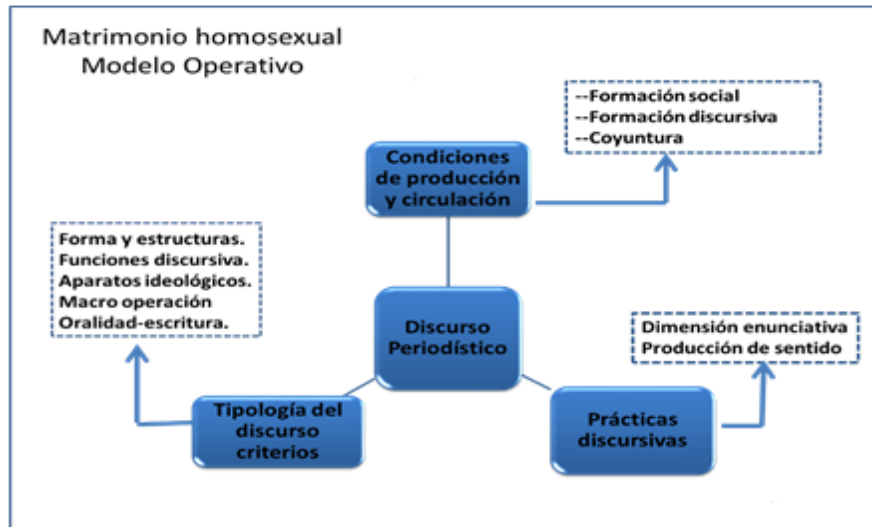 Matrimonio homosexual
Modelo Operativo
--Formación social
--Formación discursiva
--Coyuntura
Condiciones
de producción
y circulación
Forma y estructuras.
Funciones discursiva.
Aparatos ideológicos.
Macro operación
Oralidad-escritura.
Discurso
Periodístico
Dimensión enunciativa
Producción de sentido
Tipología del
discurso
criterios
Prácticas
discursivas